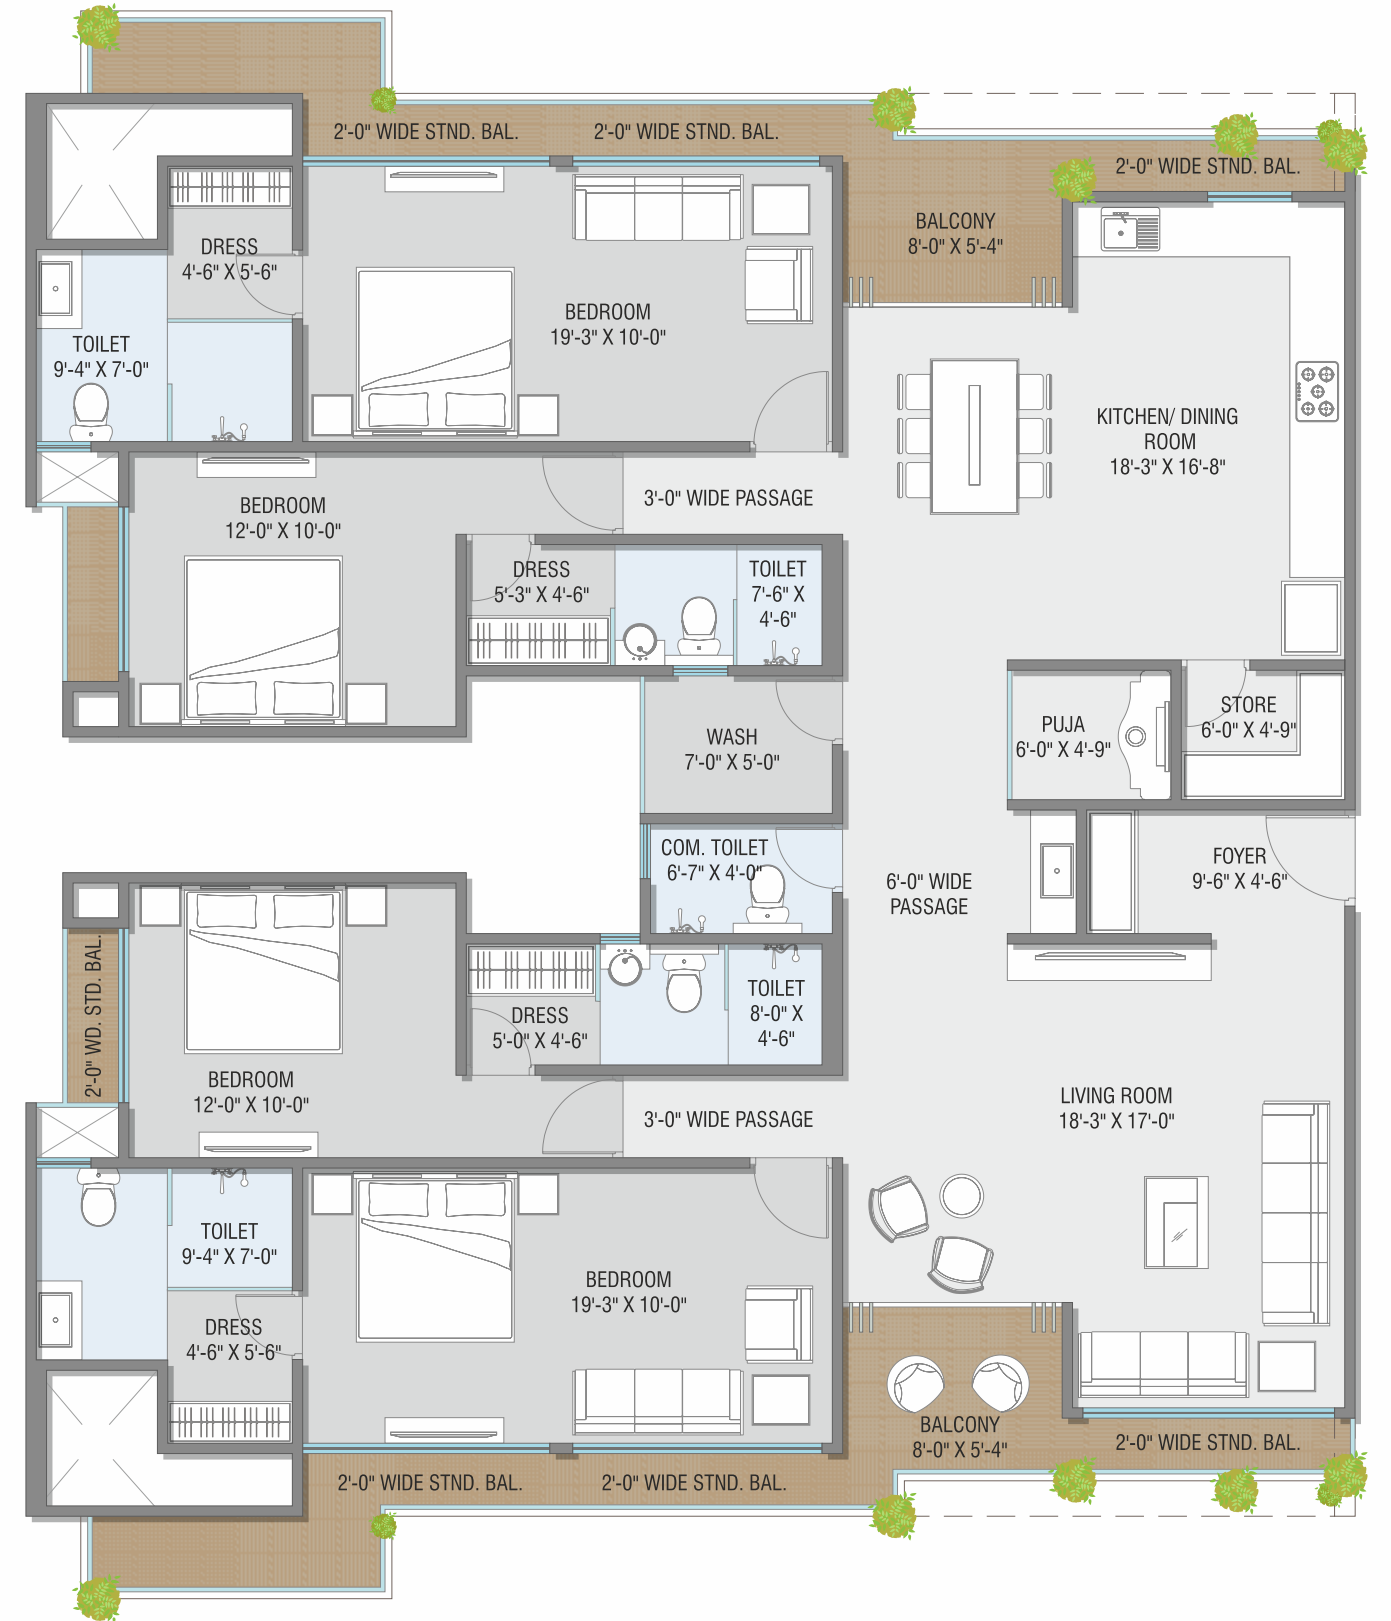 2'-0" WIDE STND. BAL.
2'-0" WIDE STND. BAL.
2'-0" WIDE STND. BAL.
BALCONY
8'-0" X 5'-4"
DRESS
4'-6" X 5'-6"
BEDROOM
19'-3" X 10'-0"
TOILET
9'-4" X 7'-0"
KITCHEN/ DINING
ROOM
18'-3" X 16'-8"
BEDROOM
12'-0" X 10'-0"
3'-0" WIDE PASSAGE
DRESS
5'-3" X 4'-6"
TOILET
7'-6" X
4'-6"
WASH
7'-0" X 5'-0"
PUJA
6'-0" X 4'-9"
STORE
6'-0" X 4'-9"
COM. TOILET
6'-7" X 4'-0"
6'-0" WIDE
PASSAGE
FOYER
9'-6" X 4'-6"
2'-0" WD. STD. BAL.
DRESS
5'-0" X 4'-6"
TOILET
8'-0" X
4'-6"
BEDROOM
12'-0" X 10'-0"
3'-0" WIDE PASSAGE
LIVING ROOM
18'-3" X 17'-0"
TOILET
9'-4" X 7'-0"
BEDROOM
19'-3" X 10'-0"
DRESS
4'-6" X 5'-6"
BALCONY
8'-0" X 5'-4"
2'-0" WIDE STND. BAL.
2'-0" WIDE STND. BAL.
2'-0" WIDE STND. BAL.